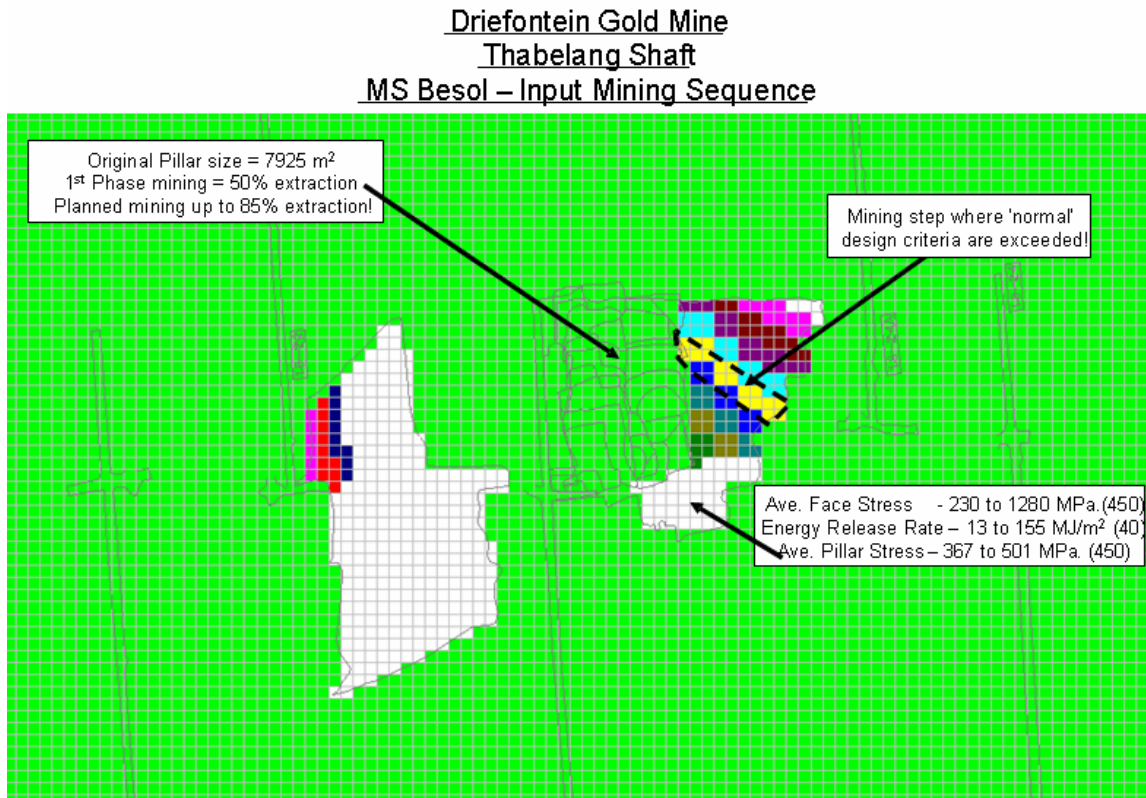 Driefontein Gold Mine
Thabelang Shaft
MS Besol – Input Mining Sequence
Original Pillar size = 7925 m²
1st Phase mining = 50% extraction
Planned mining up to 85% extraction!
Mining step where 'normal'
design criteria are exceeded!
Ave. Face Stress - 230 to 1280 MPa.(450)
Energy Release Rate – 13 to 155 MJ/m² (40)
Ave. Pillar Stress – 367 to 501 MPa. (450)